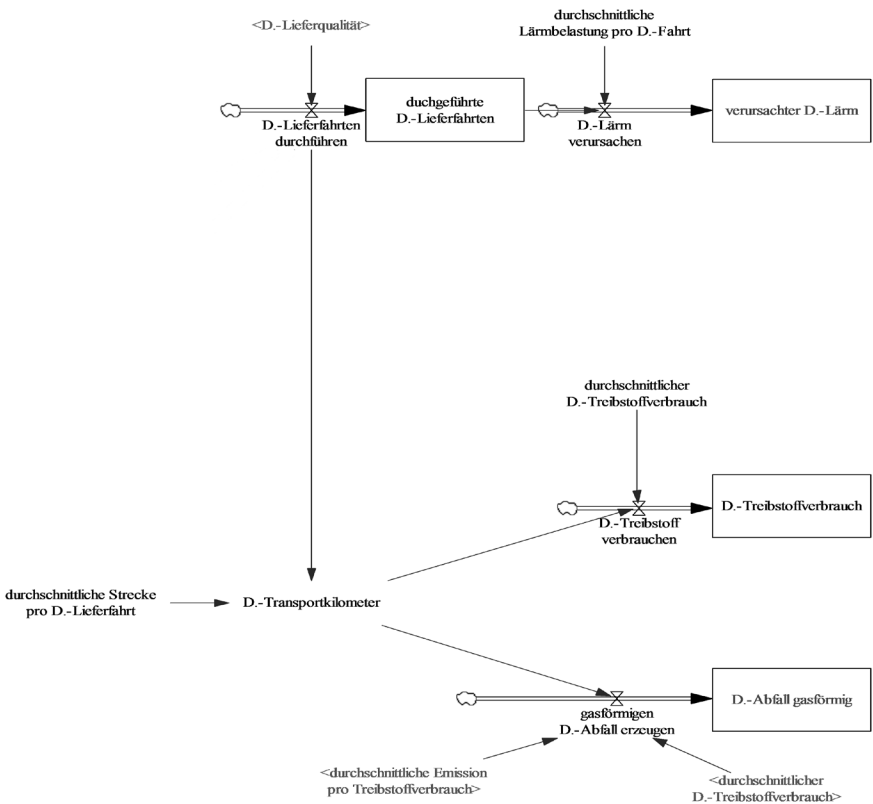 <D.-Lieferqualität>
durchschnittliche
Lärmbelastung pro D.-Fahrt
D.-Lieferfahrten
durchführen
duchgeführte
D.-Lieferfahrten
D.-Lärm
verursachen
verursachter D.-Lärm
durchschnittlicher
D.-Treibstoffverbrauch
D.-Treibstoff
verbrauchen
D.-Treibstoffverbrauch
durchschnittliche Strecke
pro D.-Lieferfahrt
D.-Transportkilometer
gasförmigen
D.-Abfall erzeugen
D.-Abfall gasförmig
<durchschnittliche Emission
pro Treibstoffverbrauch>
<durchschnittlicher
D.-Treibstoffverbrauch>